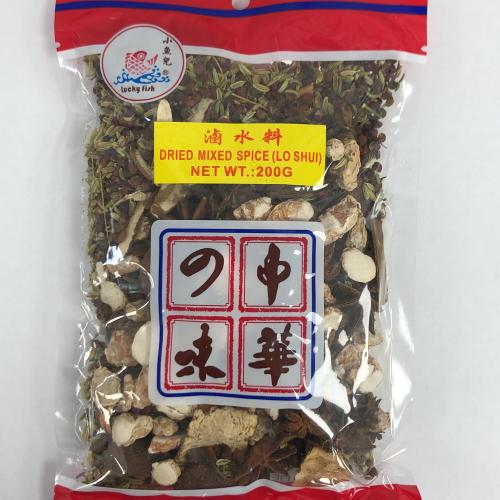 小魚兒
®
lucky fish
滷水料
DRIED MIXED SPICE (LO SHUI)
NET WT.:200G
中華
の味